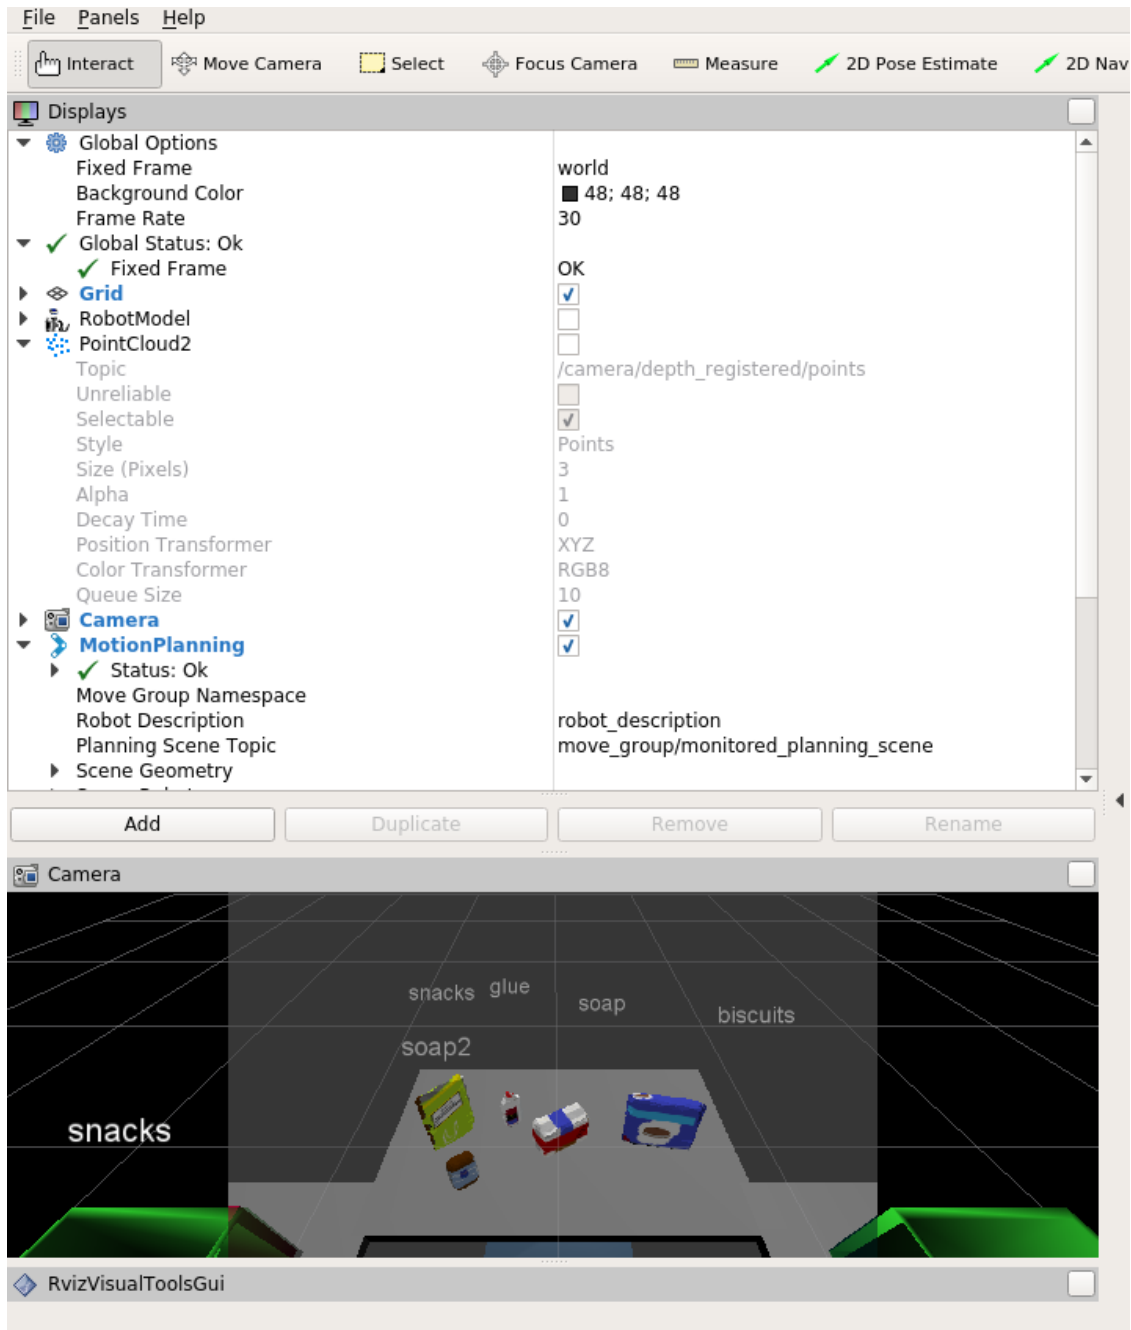 File Panels Help
Interact Move Camera Select Focus Camera Measure 2D Pose Estimate 2D Nav
Displays
Global Options
Fixed Frame world
Background Color 48; 48; 48
Frame Rate 30
Global Status: Ok
Fixed Frame OK
Grid
RobotModel
PointCloud2
Topic /camera/depth_registered/points
Unreliable
Selectable
Style Points
Size (Pixels) 3
Alpha 1
Decay Time 0
Position Transformer XYZ
Color Transformer RGB8
Queue Size 10
Camera
MotionPlanning
Status: Ok
Move Group Namespace
Robot Description robot_description
Planning Scene Topic move_group/monitored_planning_scene
Scene Geometry
Add Duplicate Remove Rename
Camera
snacks glue soap biscuits
soap2
snacks
RvizVisualToolsGui